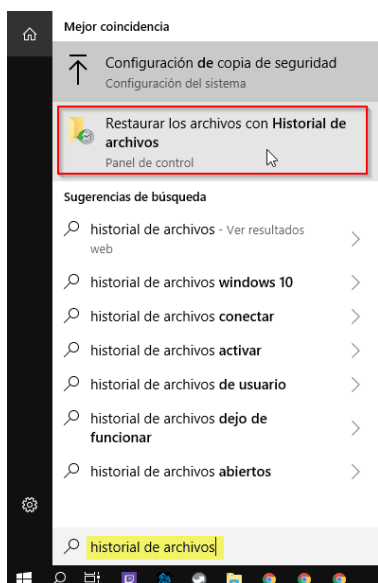 Mejor coincidencia
Configuración de copia de seguridad
Configuración del sistema
Restaurar los archivos con Historial de
archivos
Panel de control
Sugerencias de búsqueda
historial de archivos - Ver resultados
web
historial de archivos windows 10
historial de archivos conectar
historial de archivos activar
historial de archivos de usuario
historial de archivos dejo de
funcionar
historial de archivos abiertos
historial de archivos